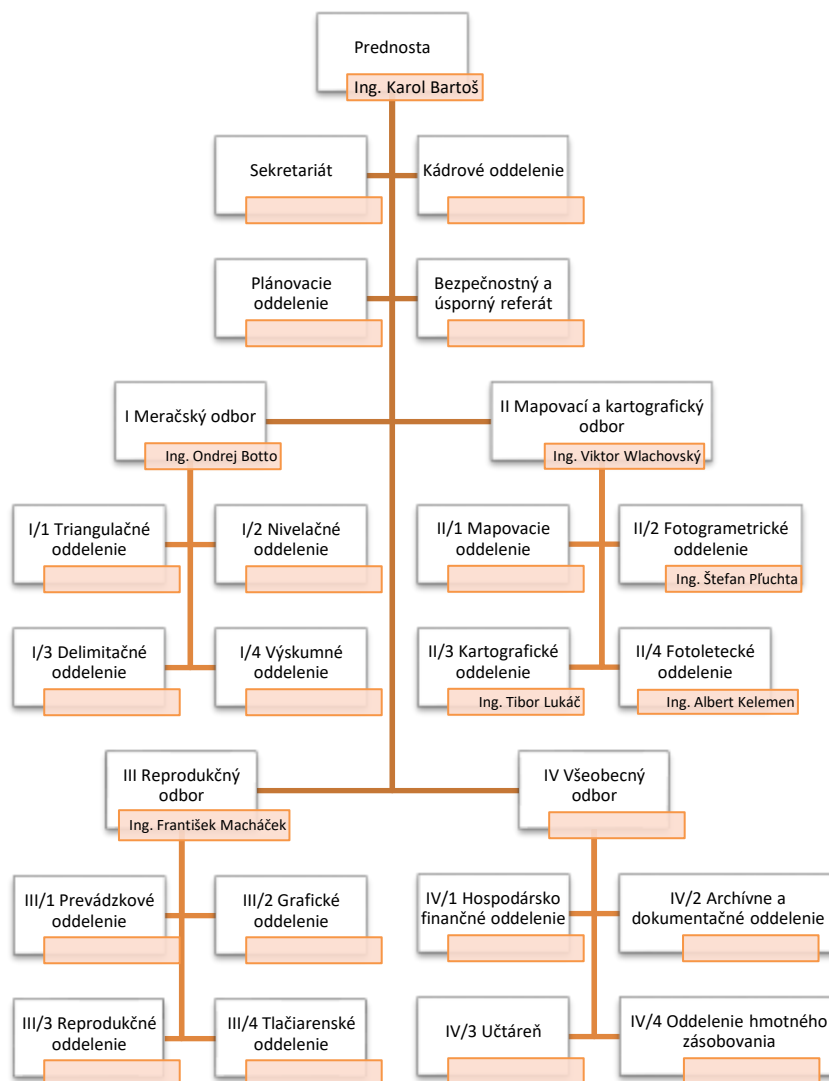 Prednosta
Ing. Karol Bartoš
Sekretariát
Kádrové oddelenie
Plánovacie
oddelenie
Bezpečnostný a
úsporný referát
I Meračský odbor
Ing. Ondrej Botto
II Mapovací a kartografický
odbor
Ing. Viktor Wlachovský
I/1 Triangulačné
oddelenie
I/2 Nivelačné
oddelenie
II/1 Mapovacie
oddelenie
II/2 Fotogrametrické
oddelenie
Ing. Štefan Pľuchta
I/3 Delimitačné
oddelenie
I/4 Výskumné
oddelenie
II/3 Kartografické
oddelenie
Ing. Tibor Lukáč
II/4 Fotoletecké
oddelenie
Ing. Albert Kelemen
III Reprodukčný
odbor
Ing. František Macháček
IV Všeobecný
odbor
III/1 Prevádzkové
oddelenie
III/2 Grafické
oddelenie
IV/1 Hospodársko
finančné oddelenie
IV/2 Archívne a
dokumentačné oddelenie
III/3 Reprodukčné
oddelenie
III/4 Tlačiarenské
oddelenie
IV/3 Učtáreň
IV/4 Oddelenie hmotného
zásobovania